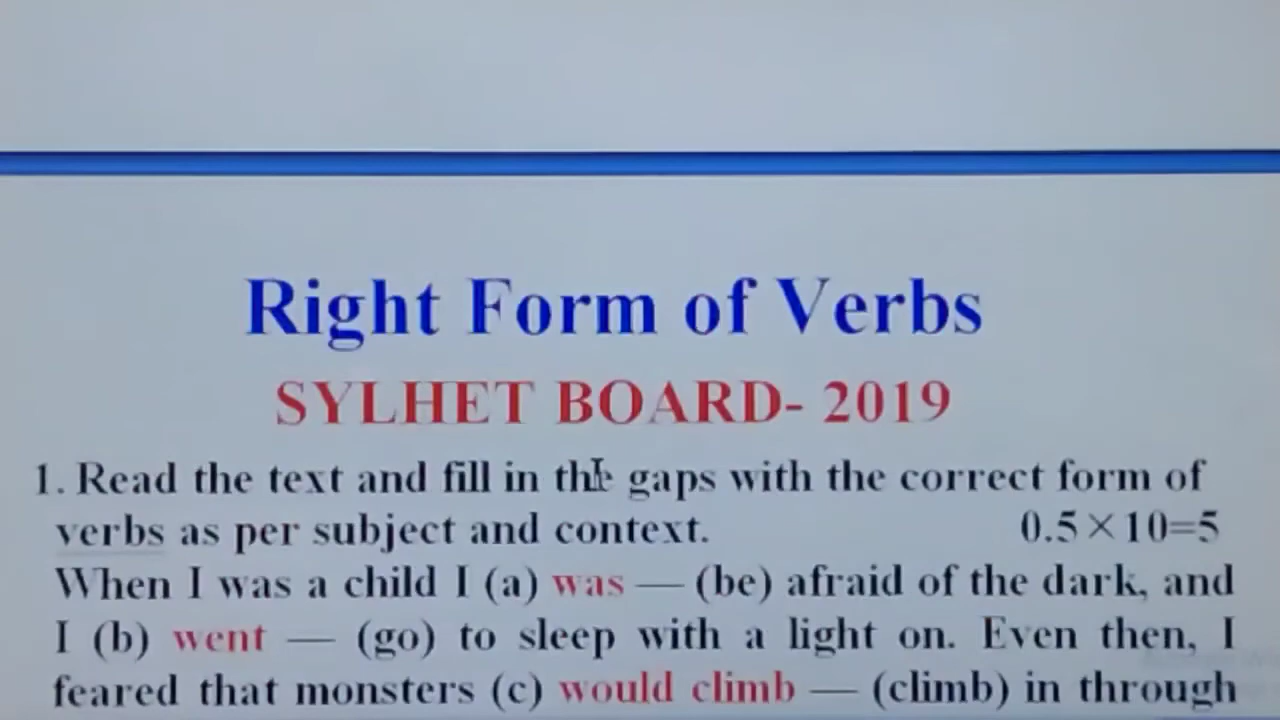 Right Form of Verbs
SYLHET BOARD- 2019
1. Read the text and fill in the gaps with the correct form of
verbs as per subject and context. 0.5×10=5
When I was a child I (a) was — (be) afraid of the dark, and
I (b) went — (go) to sleep with a light on. Even then, I
feared that monsters (c) would climb — (climb) in through